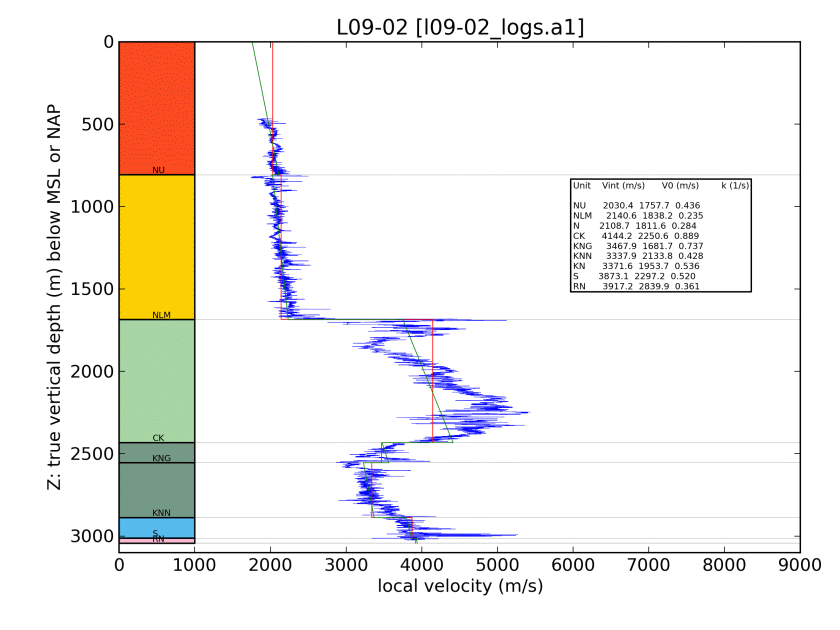 L09-02 [l09-02_logs.a1]
0
500
1000
1500
2000
2500
3000
Z: true vertical depth (m) below MSL or NAP
NU
NLM
CK
KNG
KNN
S
RN
Unit Vint (m/s) V0 (m/s) k (1/s)
NU 2030.4 1757.7 0.436
NLM 2140.6 1838.2 0.235
N 2108.7 1811.6 0.284
CK 4144.2 2250.6 0.889
KNG 3467.9 1681.7 0.737
KNN 3337.9 2133.8 0.428
KN 3371.6 1953.7 0.536
S 3873.1 2297.2 0.520
RN 3917.2 2839.9 0.361
0 1000 2000 3000 4000 5000 6000 7000 8000 9000
local velocity (m/s)